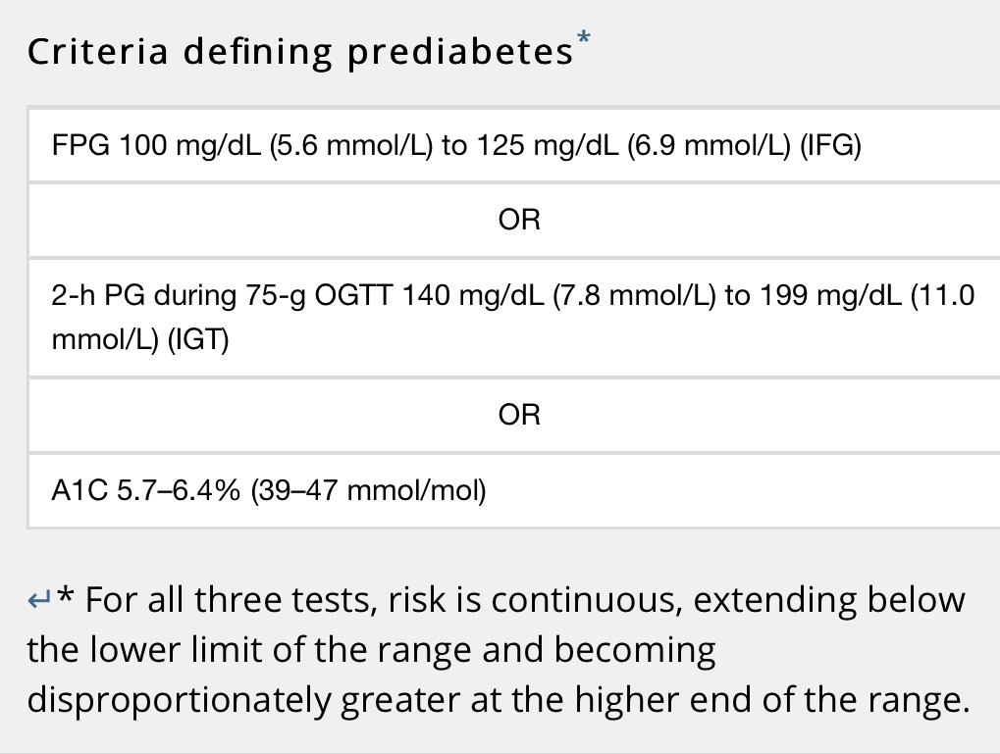 Criteria defining prediabetes*
FPG 100 mg/dL (5.6 mmol/L) to 125 mg/dL (6.9 mmol/L) (IFG)
OR
2-h PG during 75-g OGTT 140 mg/dL (7.8 mmol/L) to 199 mg/dL (11.0
mmol/L) (IGT)
OR
A1C 5.7–6.4% (39–47 mmol/mol)
↵* For all three tests, risk is continuous, extending below
the lower limit of the range and becoming
disproportionately greater at the higher end of the range.